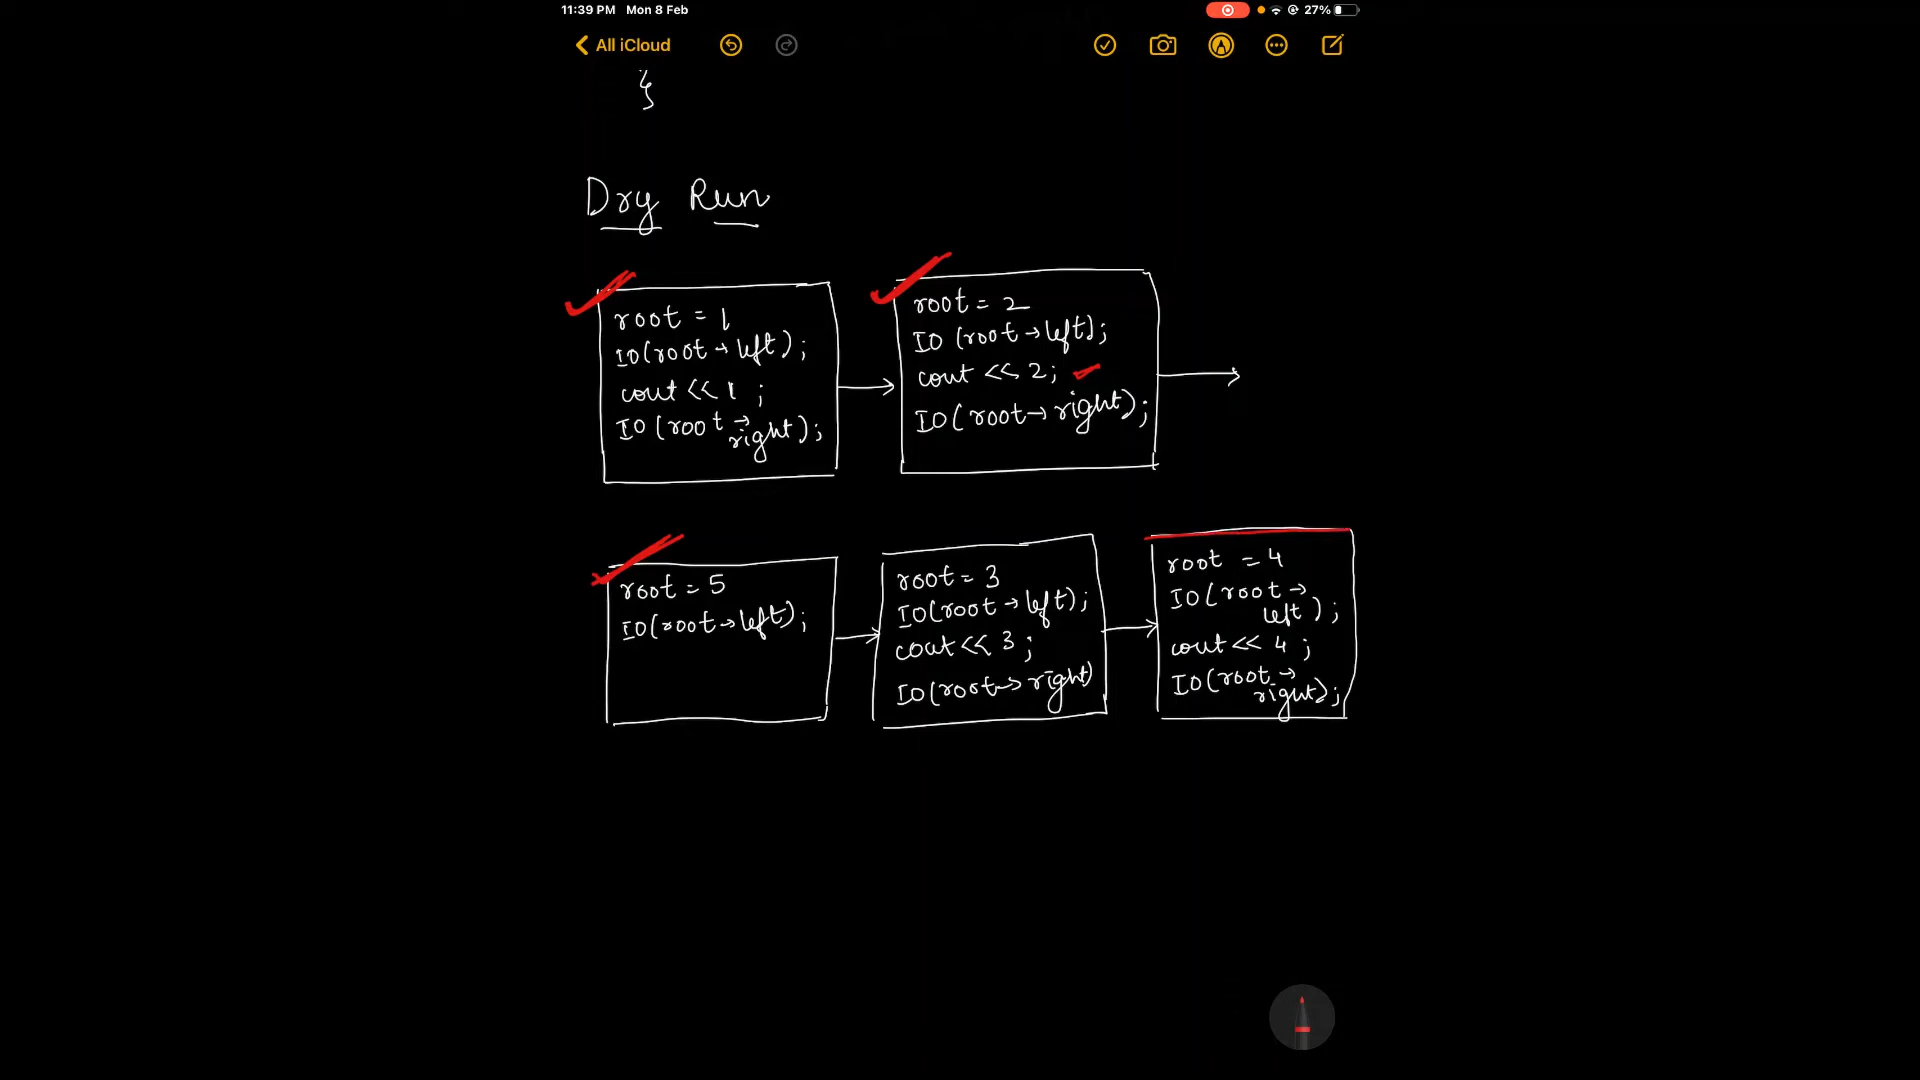 11:39 PM Mon 8 Feb 27%
All iCloud
}
Dry Run
root = 1
IO(root→left);
cout << 1 ;
IO(root→
right);
root = 2
IO (root→left);
cout << 2;
IO(root→right);
root = 5
IO(root→left);
root = 3
IO(root→left);
cout << 3 ;
IO(root→right)
root = 4
IO(root→
left);
cout << 4 ;
IO(root→
right);